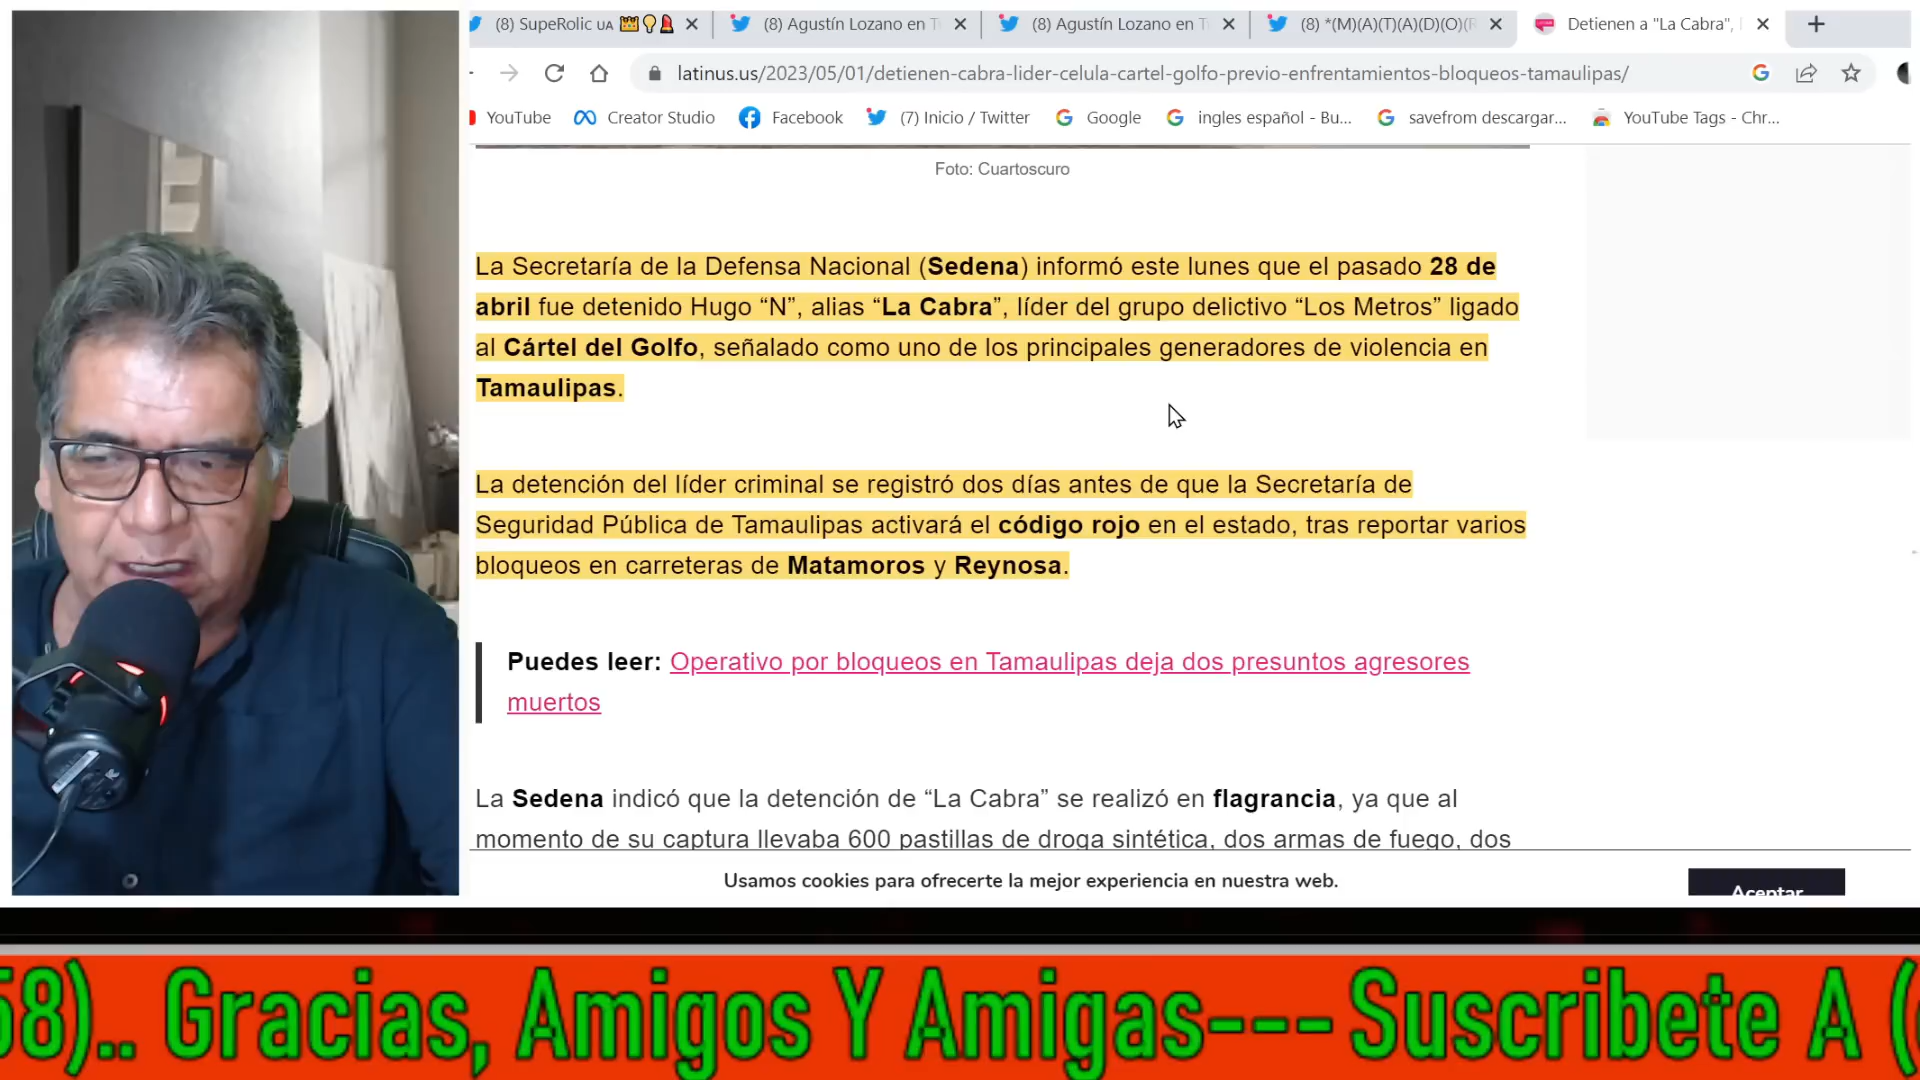 (8) SupeRolic UA
(8) Agustín Lozano en T
(8) Agustín Lozano en T
(8) *(M)(A)(T)(A)(D)(O)(R
Detienen a "La Cabra",
latinus.us/2023/05/01/detienen-cabra-lider-celula-cartel-golfo-previo-enfrentamientos-bloqueos-tamaulipas/
YouTube
Creator Studio
Facebook
(7) Inicio / Twitter
Google
ingles español - Bu...
savefrom descargar...
YouTube Tags - Chr...
Foto: Cuartoscuro
La Secretaría de la Defensa Nacional (Sedena) informó este lunes que el pasado 28 de
abril fue detenido Hugo “N”, alias “La Cabra”, líder del grupo delictivo “Los Metros” ligado
al Cártel del Golfo, señalado como uno de los principales generadores de violencia en
Tamaulipas.
La detención del líder criminal se registró dos días antes de que la Secretaría de
Seguridad Pública de Tamaulipas activará el código rojo en el estado, tras reportar varios
bloqueos en carreteras de Matamoros y Reynosa.
Puedes leer: Operativo por bloqueos en Tamaulipas deja dos presuntos agresores
muertos
La Sedena indicó que la detención de “La Cabra” se realizó en flagrancia, ya que al
momento de su captura llevaba 600 pastillas de droga sintética, dos armas de fuego, dos
Usamos cookies para ofrecerte la mejor experiencia en nuestra web.
Aceptar
58).. Gracias, Amigos Y Amigas--- Suscribete A (